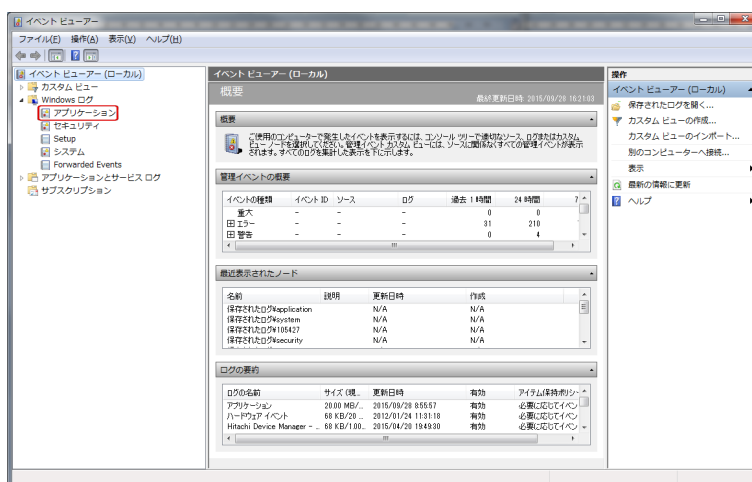 イベント ビューアー
ファイル(F) 操作(A) 表示(V) ヘルプ(H)
イベント ビューアー (ローカル)
カスタム ビュー
Windows ログ
アプリケーション
セキュリティ
Setup
システム
Forwarded Events
アプリケーションとサービス ログ
サブスクリプション
イベント ビューアー (ローカル)
概要
最終更新日時 2015/09/28 16:21:03
概要
ご使用のコンピューターで発生したイベントを表示するには、コンソール ツリーで適切なソース、ログまたはカスタム
ビュー ノードを選択してください。管理イベント カスタム ビューには、ソースに関係なくすべての管理イベントが表示
されます。すべてのログを集計した表示を下に示します。
管理イベントの概要
イベントの種類 イベント ID ソース ログ 過去 1 時間 24 時間 7
重大 - - - 0 0
エラー - - - 31 210
警告 - - - 0 4
最近表示されたノード
名前 説明 更新日時 作成
保存されたログ¥application N/A N/A
保存されたログ¥system N/A N/A
保存されたログ¥105427 N/A N/A
保存されたログ¥security N/A N/A
ログの要約
ログの名前 サイズ (現... 更新日時 有効 アイテム保持ポリシー
アプリケーション 20.00 MB/... 2015/09/28 8:55:57 有効 必要に応じてイベン
ハードウェア イベント 68 KB/20 ... 2012/01/24 11:31:18 有効 必要に応じてイベン
Hitachi Device Manager - ... 68 KB/1.00... 2015/04/20 19:49:30 有効 必要に応じてイベン
操作
イベント ビューアー (ローカル)
保存されたログを開く...
カスタム ビューの作成...
カスタム ビューのインポート...
別のコンピューターへ接続...
表示
最新の情報に更新
ヘルプ